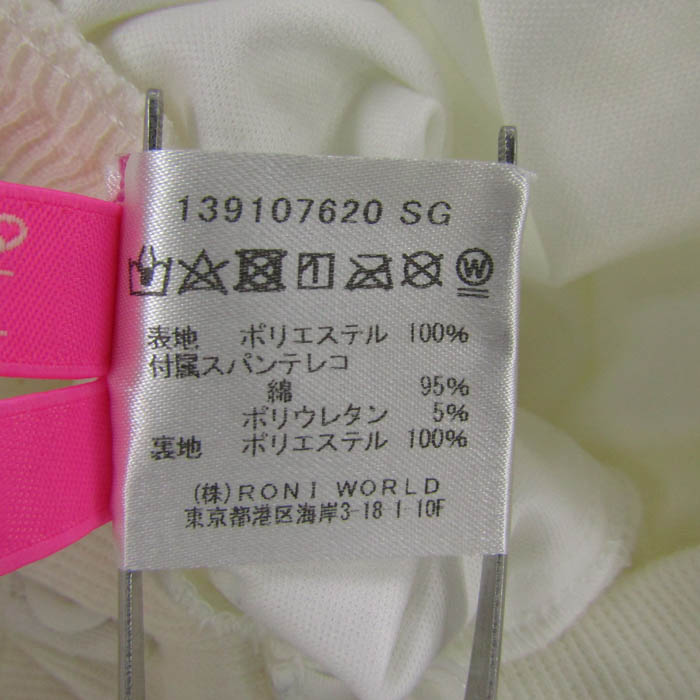 139107620 SG
W
表地 ポリエステル 100%
付属スパンテレコ
綿 95%
ポリウレタン 5%
裏地 ポリエステル 100%
(株)RONI WORLD
東京都港区海岸3-18-1-10F